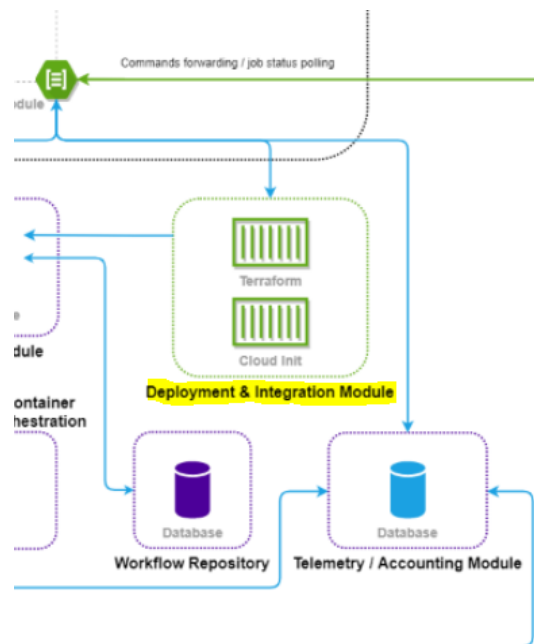 Commands forwarding / job status polling
odule
Terraform
Cloud Init
e
dule
Deployment & Integration Module
ontainer
hestration
Database
Database
Workflow Repository
Telemetry / Accounting Module